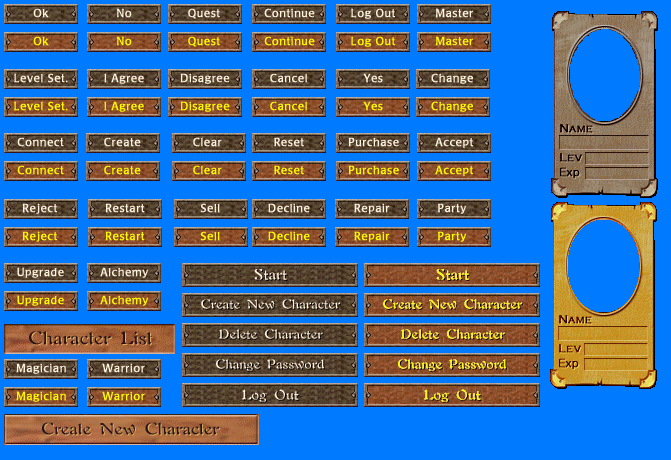 Ok No Quest Continue Log Out Master
Ok No Quest Continue Log Out Master
Level Set. I Agree Disagree Cancel Yes Change
Level Set. I Agree Disagree Cancel Yes Change
Connect Create Clear Reset Purchase Accept
Connect Create Clear Reset Purchase Accept
Reject Restart Sell Decline Repair Party
Reject Restart Sell Decline Repair Party
Upgrade Alchemy
Upgrade Alchemy
Character List
Magician Warrior
Magician Warrior
Create New Character
Start Start
Create New Character Create New Character
Delete Character Delete Character
Change Password Change Password
Log Out Log Out
Name
Lev
Exp
Name
Lev
Exp